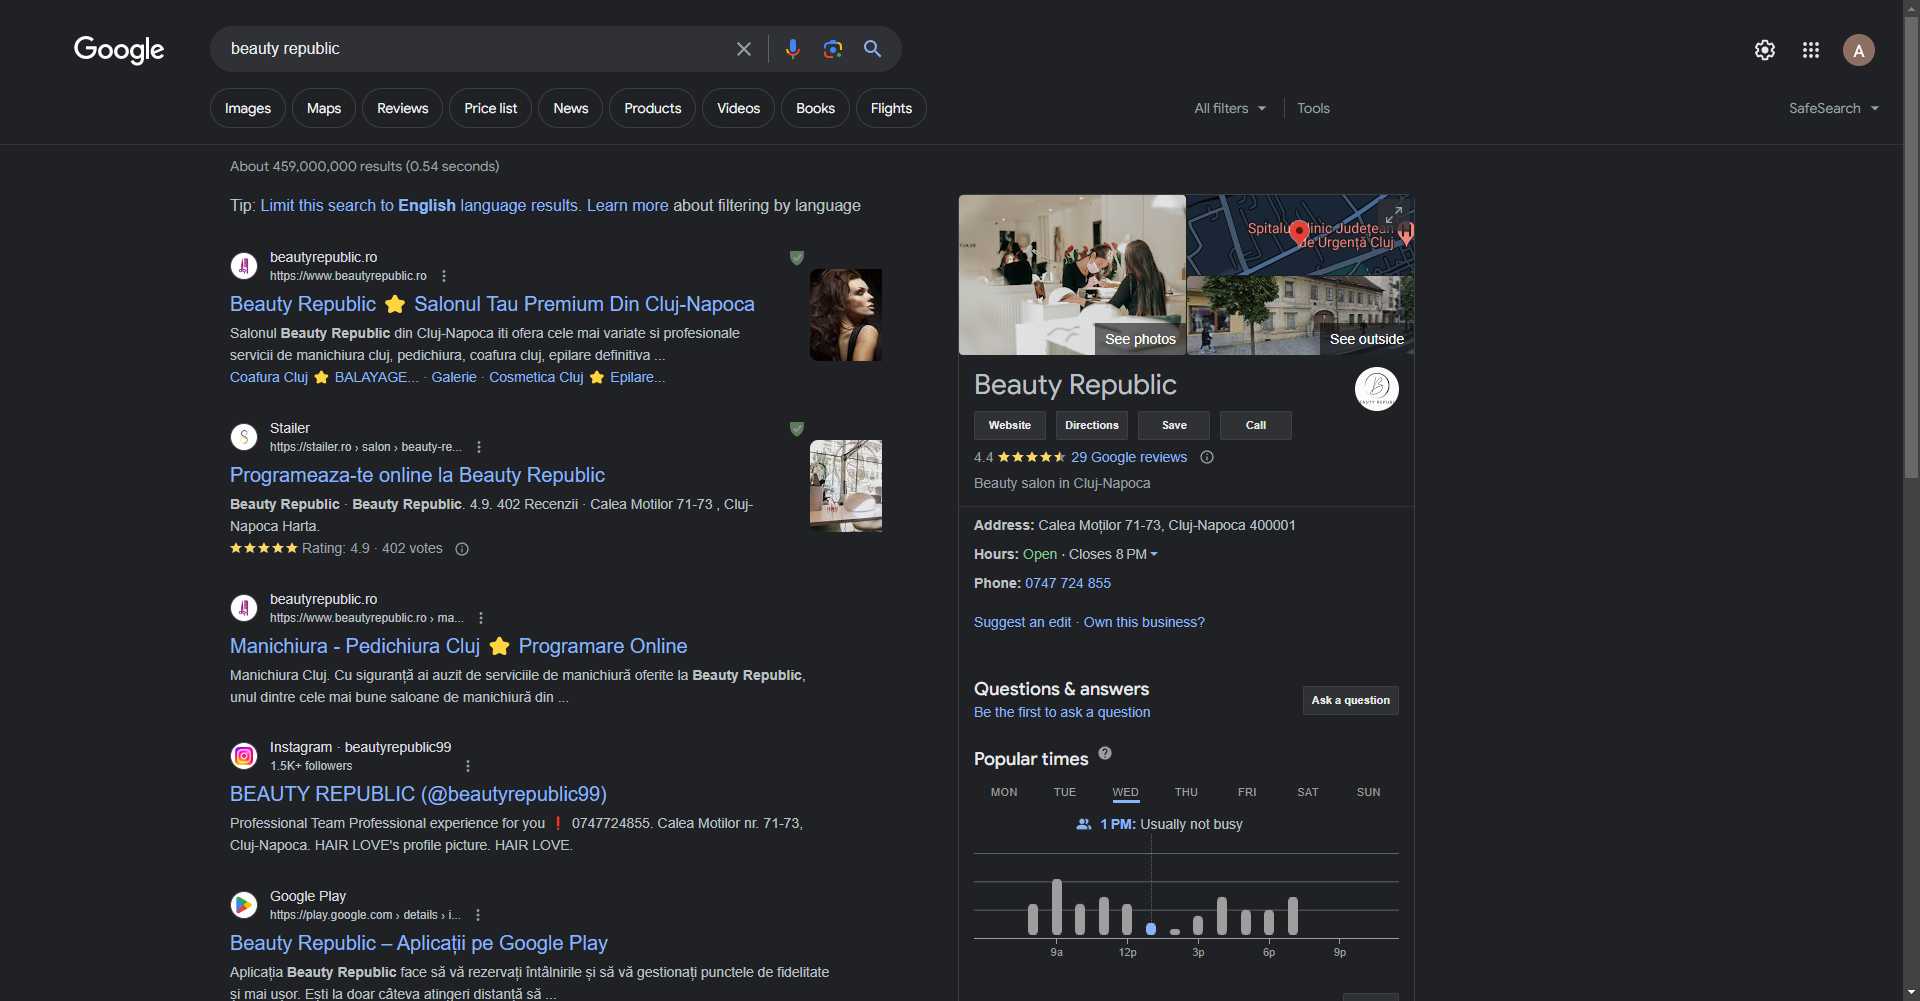 Google
beauty republic
A
Images
Maps
Reviews
Price list
News
Products
Videos
Books
Flights
All filters
Tools
SafeSearch
About 459,000,000 results (0.54 seconds)
Tip: Limit this search to English language results. Learn more about filtering by language
beautyrepublic.ro
https://www.beautyrepublic.ro
Beauty Republic ⭐ Salonul Tau Premium Din Cluj-Napoca
Salonul Beauty Republic din Cluj-Napoca iti ofera cele mai variate si profesionale
servicii de manichiura cluj, pedichiura, coafura cluj, epilare definitiva ...
Coafura Cluj ⭐ BALAYAGE... · Galerie · Cosmetica Cluj ⭐ Epilare...
Stailer
https://stailer.ro › salon › beauty-re...
Programeaza-te online la Beauty Republic
Beauty Republic · Beauty Republic. 4.9. 402 Recenzii · Calea Motilor 71-73 , Cluj-
Napoca Harta.
Rating: 4.9 · 402 votes
beautyrepublic.ro
https://www.beautyrepublic.ro › ma...
Manichiura - Pedichiura Cluj ⭐ Programare Online
Manichiura Cluj. Cu siguranță ai auzit de serviciile de manichiură oferite la Beauty Republic,
unul dintre cele mai bune saloane de manichiură din ...
Instagram · beautyrepublic99
1.5K+ followers
BEAUTY REPUBLIC (@beautyrepublic99)
Professional Team Professional experience for you ❗ 0747724855. Calea Motilor nr. 71-73,
Cluj-Napoca. HAIR LOVE's profile picture. HAIR LOVE.
Google Play
https://play.google.com › details › i...
Beauty Republic – Aplicații pe Google Play
Aplicația Beauty Republic face să vă rezervați întâlnirile și să vă gestionați punctele de fidelitate
și mai ușor. Ești la doar câteva atingeri distanță să ...
See photos
de Urgență Cluj
See outside
Beauty Republic
Website
Directions
Save
Call
4.4
29 Google reviews
Beauty salon in Cluj-Napoca
Address: Calea Moților 71-73, Cluj-Napoca 400001
Hours: Open · Closes 8 PM
Phone: 0747 724 855
Suggest an edit · Own this business?
Questions & answers
Be the first to ask a question
Ask a question
Popular times
MON
TUE
WED
THU
FRI
SAT
SUN
1 PM: Usually not busy
9a
12p
3p
6p
9p